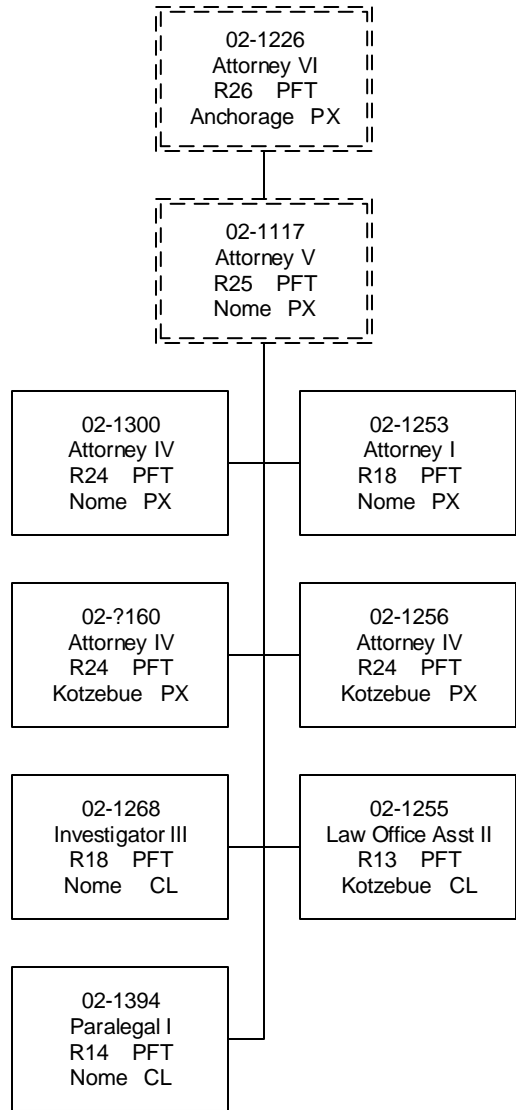 02-1226
Attorney VI
R26 PFT
Anchorage PX
02-1117
Attorney V
R25 PFT
Nome PX
02-1300
Attorney IV
R24 PFT
Nome PX
02-1253
Attorney I
R18 PFT
Nome PX
02-?160
Attorney IV
R24 PFT
Kotzebue PX
02-1256
Attorney IV
R24 PFT
Kotzebue PX
02-1268
Investigator III
R18 PFT
Nome CL
02-1255
Law Office Asst II
R13 PFT
Kotzebue CL
02-1394
Paralegal I
R14 PFT
Nome CL